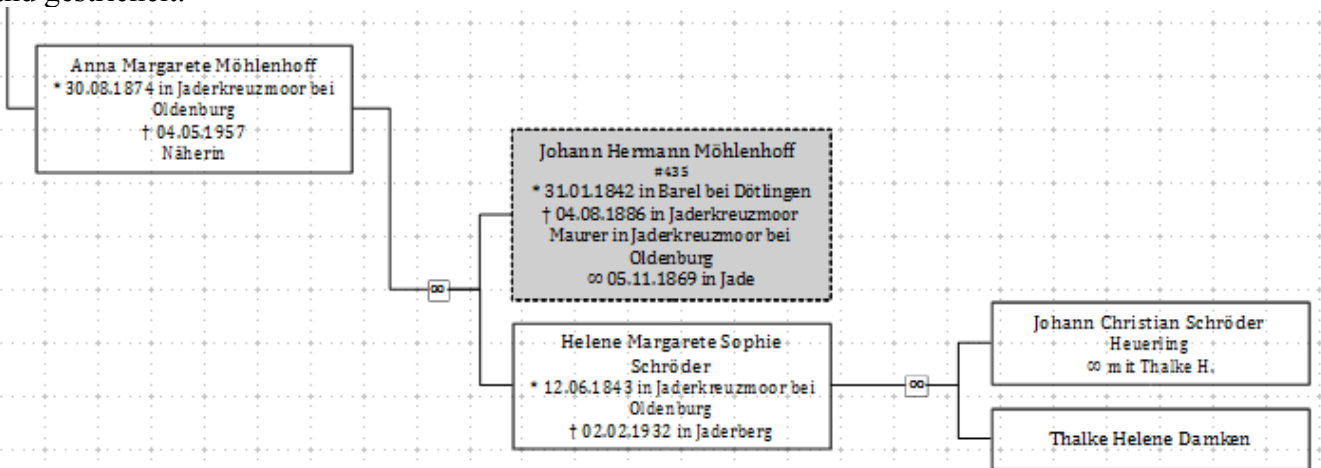 und gestrichelt.
Anna Margarete Möhlenhoff
* 30.08.1874 in Jaderkreuzmoor bei
Oldenburg
† 04.05.1957
Näherin
Johann Hermann Möhlenhoff
#435
* 31.01.1842 in Barel bei Dötlingen
† 04.08.1886 in Jaderkreuzmoor
Maurer in Jaderkreuzmoor bei
Oldenburg
∞ 05.11.1869 in Jade
∞
Helene Margarete Sophie
Schröder
* 12.06.1843 in Jaderkreuzmoor bei
Oldenburg
† 02.02.1932 in Jaderberg
∞
Johann Christian Schröder
Heuerling
∞ mit Thalke H.
Thalke Helene Damken